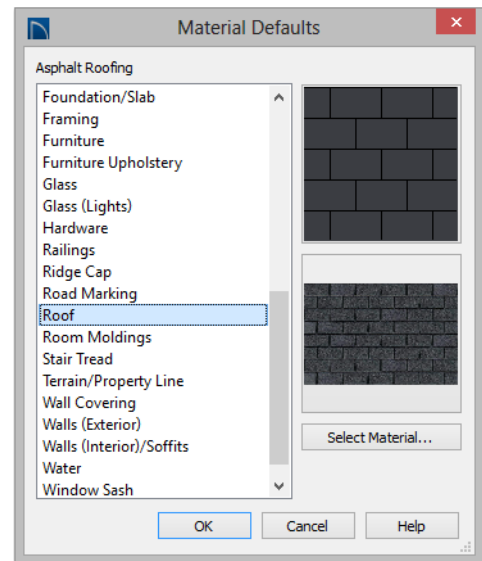 Material Defaults
Asphalt Roofing
Foundation/Slab
Framing
Furniture
Furniture Upholstery
Glass
Glass (Lights)
Hardware
Railings
Ridge Cap
Road Marking
Roof
Room Moldings
Stair Tread
Terrain/Property Line
Wall Covering
Walls (Exterior)
Walls (Interior)/Soffits
Water
Window Sash
Select Material...
OK
Cancel
Help